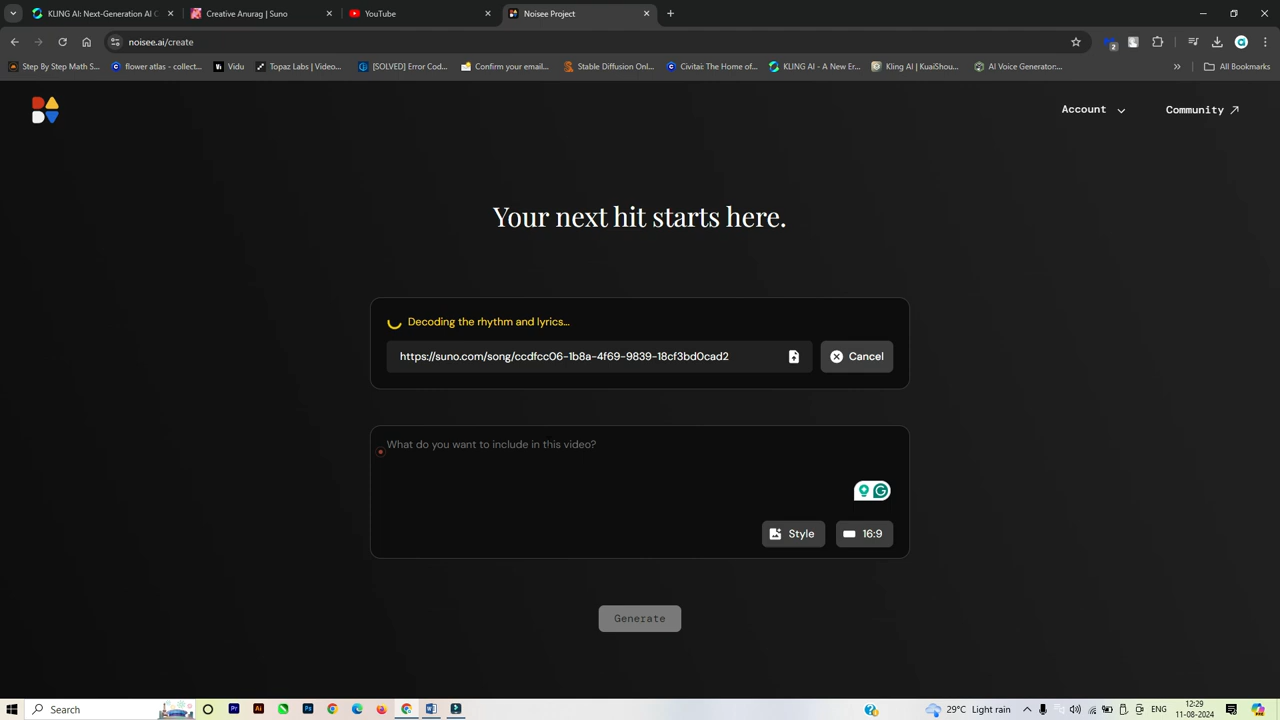 KLING AI: Next-Generation AI C
Creative Anurag | Suno
YouTube
Noisee Project
noisee.ai/create
2
Step By Step Math S...
flower atlas - collect...
Vidu
Topaz Labs | Video...
[SOLVED] Error Cod...
Confirm your email...
Stable Diffusion Onl...
Civitai: The Home of...
KLING AI - A New Er...
Kling AI | KuaiShou...
AI Voice Generator:...
All Bookmarks
Account
Community
Your next hit starts here.
Decoding the rhythm and lyrics...
https://suno.com/song/ccdfcc06-1b8a-4f69-9839-18cf3bd0cad2
Cancel
What do you want to include in this video?
Style
16:9
Generate
Search
29°C Light rain
ENG
12:29
11-08-2024